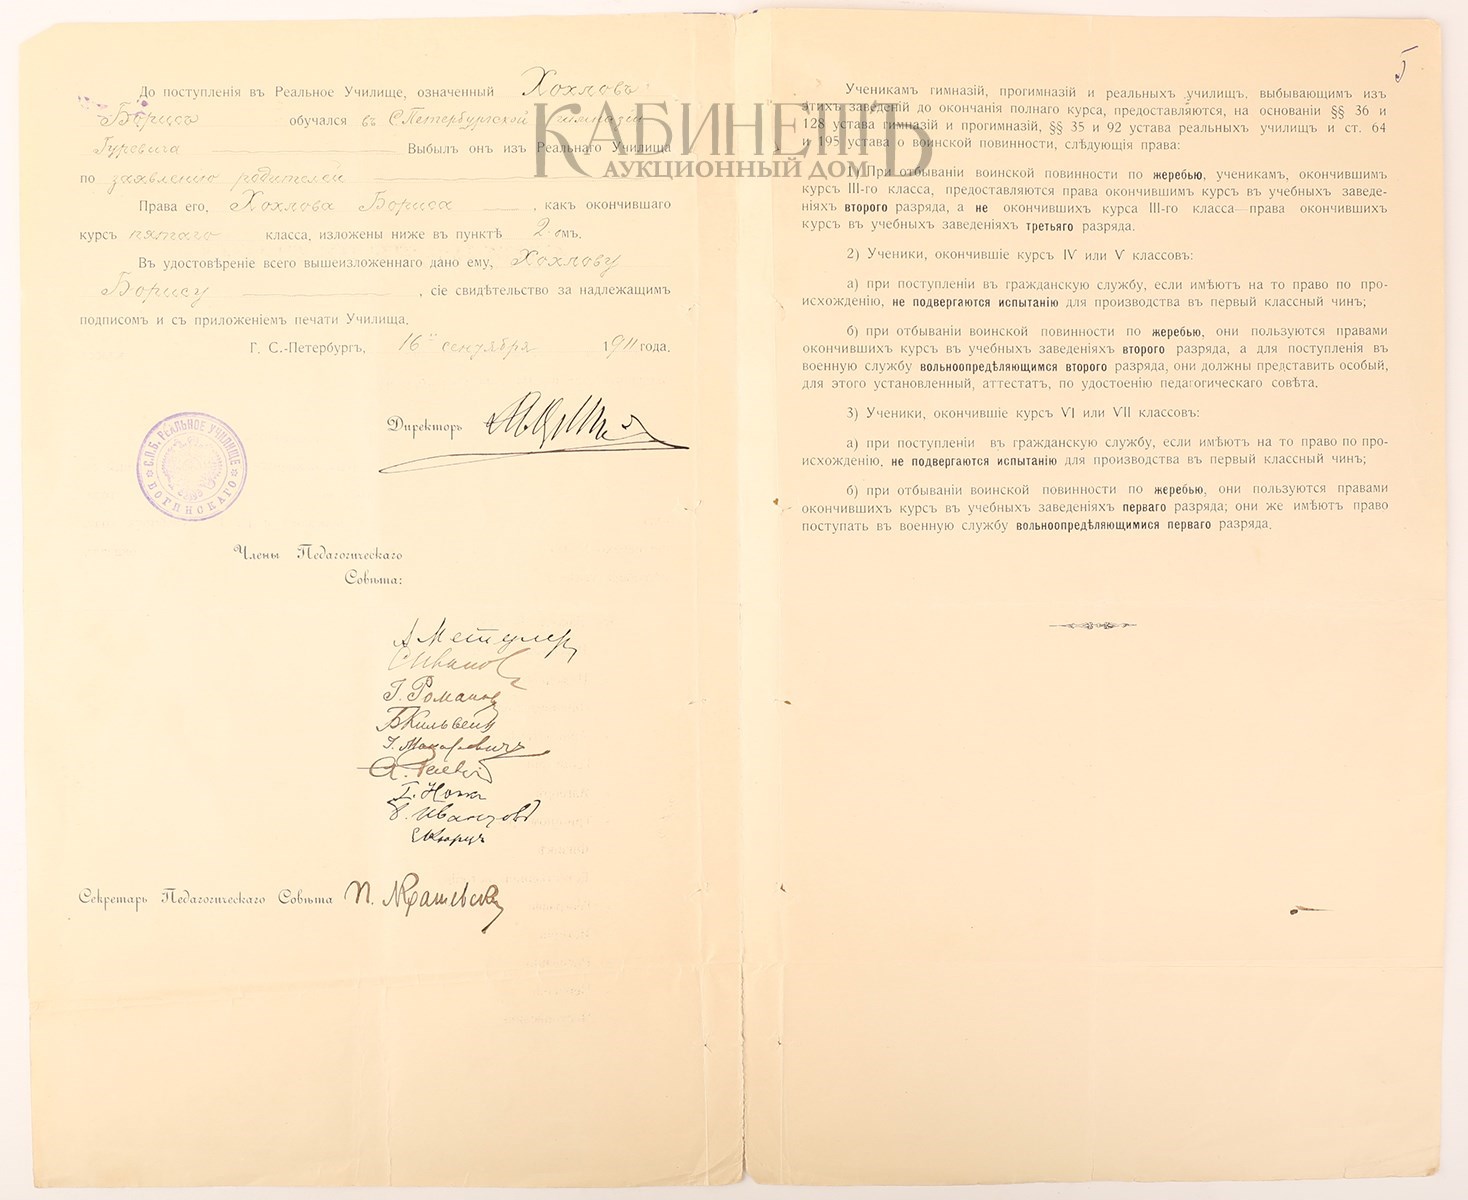 До поступленія въ Реальное Училище, означенный Хохловъ
Борисъ обучался въ С Петербургской гимназіи
Гуревича Выбылъ онъ изъ Реальнаго Училища
по заявленію родителей
Права его, Хохлова Бориса, какъ окончившаго
курсъ пятаго класса, изложены ниже въ пунктѣ 2-омъ.
Въ удостовѣреніе всего вышеизложеннаго дано ему, Хохлову
Борису, сіе свидѣтельство за надлежащимъ
подписомъ и съ приложеніемъ печати Училища.
Г. С.-Петербургъ, 16 сентября 1911 года.
Директоръ
С.П.Б. РЕАЛЬНОЕ УЧИЛИЩЕ
БОГИНСКАГО
Члены Педагогическаго
Совѣта:
С Иванов
Г. Романов
Секретарь Педагогическаго Совѣта П.
КАБИНЕТЪ
АУКЦИОННЫЙ ДОМ
5
Ученикамъ гимназій, прогимназій и реальныхъ училищъ, выбывающимъ изъ
этихъ заведеній до окончанія полнаго курса, предоставляются, на основаніи §§ 36 и
128 устава гимназій и прогимназій, §§ 35 и 92 устава реальныхъ училищъ и ст. 64
и 195 устава о воинской повинности, слѣдующія права:
1) При отбываніи воинской повинности по жеребью, ученикамъ, окончившимъ
курсъ III-го класса, предоставляются права окончившимъ курсъ въ учебныхъ заведе-
ніяхъ второго разряда, а не окончившихъ курса III-го класса—права окончившихъ
курсъ въ учебныхъ заведеніяхъ третьяго разряда.
2) Ученики, окончившіе курсъ IV или V классовъ:
а) при поступленіи въ гражданскую службу, если имѣютъ на то право по про-
исхожденію, не подвергаются испытанію для производства въ первый классный чинъ;
б) при отбываніи воинской повинности по жеребью, они пользуются правами
окончившихъ курсъ въ учебныхъ заведеніяхъ второго разряда, а для поступленія въ
военную службу вольноопредѣляющимся второго разряда, они должны представить особый,
для этого установленный, аттестатъ, по удостоенію педагогическаго совѣта.
3) Ученики, окончившіе курсъ VI или VII классовъ:
а) при поступленіи въ гражданскую службу, если имѣютъ на то право по про-
исхожденію, не подвергаются испытанію для производства въ первый классный чинъ;
б) при отбываніи воинской повинности по жеребью, они пользуются правами
окончившихъ курсъ въ учебныхъ заведеніяхъ перваго разряда; они же имѣютъ право
поступать въ военную службу вольноопредѣляющимися перваго разряда.